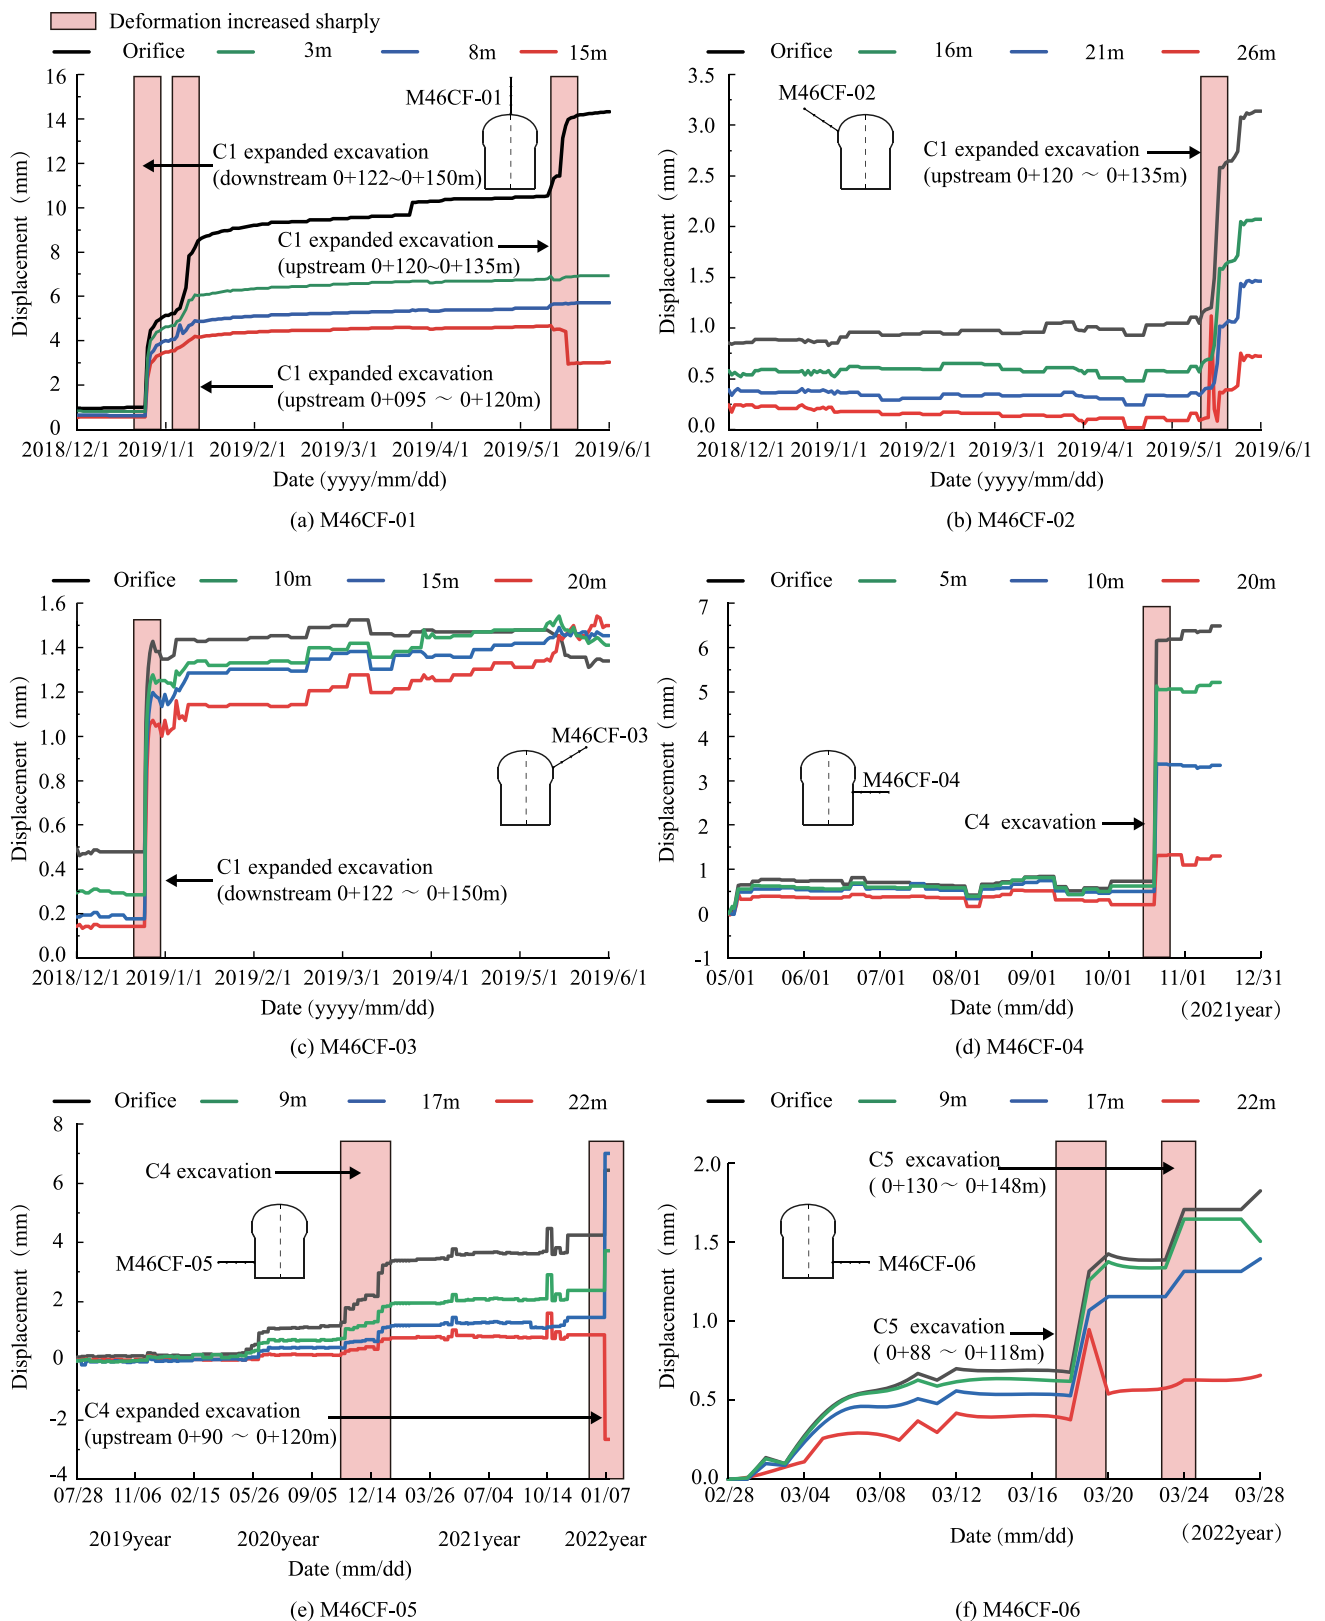 Deformation increased sharply
Orifice 3m 8m 15m
16
14
12
10
8
6
4
2
0
Displacement (mm)
M46CF-01
C1 expanded excavation
(downstream 0+122~0+150m)
C1 expanded excavation
(upstream 0+120~0+135m)
C1 expanded excavation
(upstream 0+095 ~ 0+120m)
2018/12/1 2019/1/1 2019/2/1 2019/3/1 2019/4/1 2019/5/1 2019/6/1
Date (yyyy/mm/dd)
(a) M46CF-01
Orifice 16m 21m 26m
3.5
3.0
2.5
2.0
1.5
1.0
0.5
0.0
Displacement (mm)
M46CF-02
C1 expanded excavation
(upstream 0+120 ~ 0+135m)
2018/12/1 2019/1/1 2019/2/1 2019/3/1 2019/4/1 2019/5/1 2019/6/1
Date (yyyy/mm/dd)
(b) M46CF-02
Orifice 10m 15m 20m
1.6
1.4
1.2
1.0
0.8
0.6
0.4
0.2
0.0
Displacement (mm)
M46CF-03
C1 expanded excavation
(downstream 0+122 ~ 0+150m)
2018/12/1 2019/1/1 2019/2/1 2019/3/1 2019/4/1 2019/5/1 2019/6/1
Date (yyyy/mm/dd)
(c) M46CF-03
Orifice 5m 10m 20m
7
6
5
4
3
2
1
0
-1
Displacement (mm)
M46CF-04
C4 excavation
05/01 06/01 07/01 08/01 09/01 10/01 11/01 12/31
Date (mm/dd)
(2021year)
(d) M46CF-04
Orifice 9m 17m 22m
8
6
4
2
0
-2
-4
Displacement (mm)
C4 excavation
M46CF-05
C4 expanded excavation
(upstream 0+90 ~ 0+120m)
07/28 11/06 02/15 05/26 09/05 12/14 03/26 07/04 10/14 01/07
2019year 2020year 2021year 2022year
Date (mm/dd)
(e) M46CF-05
Orifice 9m 17m 22m
2.0
1.5
1.0
0.5
0.0
Displacement (mm)
C5 excavation
( 0+130 ~ 0+148m)
M46CF-06
C5 excavation
( 0+88 ~ 0+118m)
02/28 03/04 03/08 03/12 03/16 03/20 03/24 03/28
Date (mm/dd)
(2022year)
(f) M46CF-06